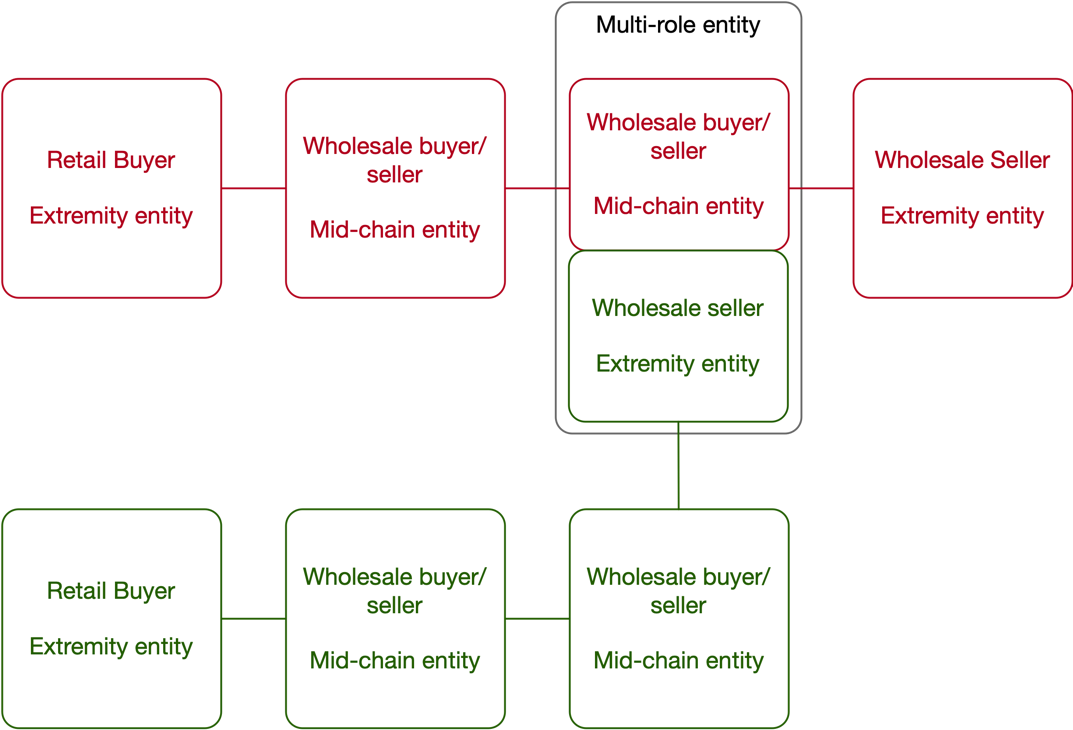 Multi-role entity
Retail Buyer
Extremity entity
Wholesale buyer/
seller
Mid-chain entity
Wholesale buyer/
seller
Mid-chain entity
Wholesale Seller
Extremity entity
Wholesale seller
Extremity entity
Retail Buyer
Extremity entity
Wholesale buyer/
seller
Mid-chain entity
Wholesale buyer/
seller
Mid-chain entity